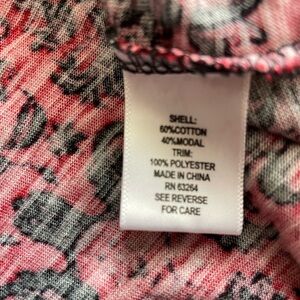 SHELL:
60%COTTON
40%MODAL
TRIM:
100% POLYESTER
MADE IN CHINA
RN 63264
SEE REVERSE
FOR CARE